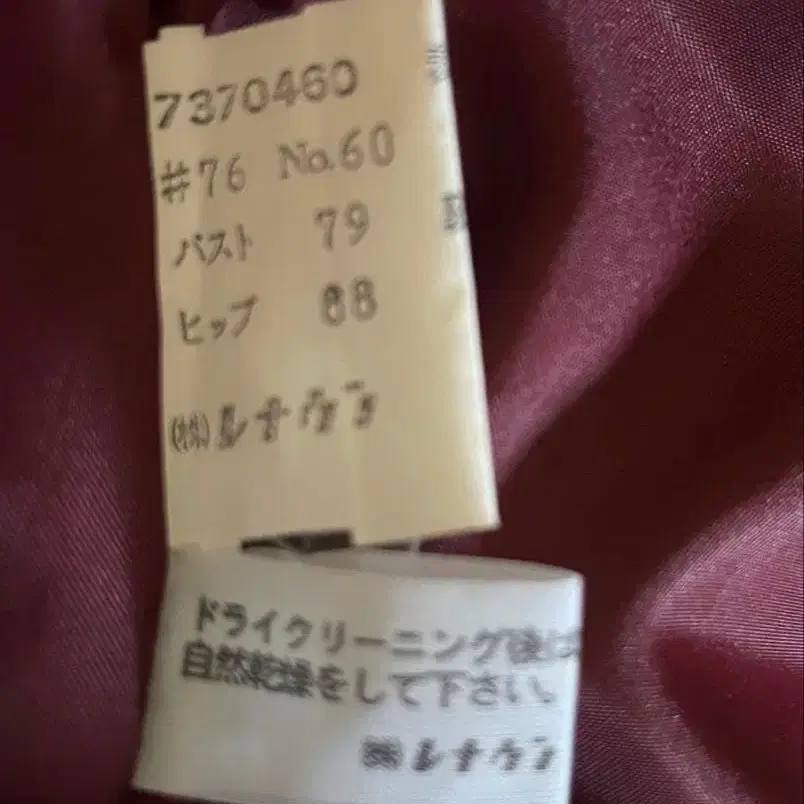 7370460
#76 No.60
バスト 79
ヒップ 88
(株)レナウン
ドライクリーニング後は
自然乾燥をして下さい。
㈱レナウン